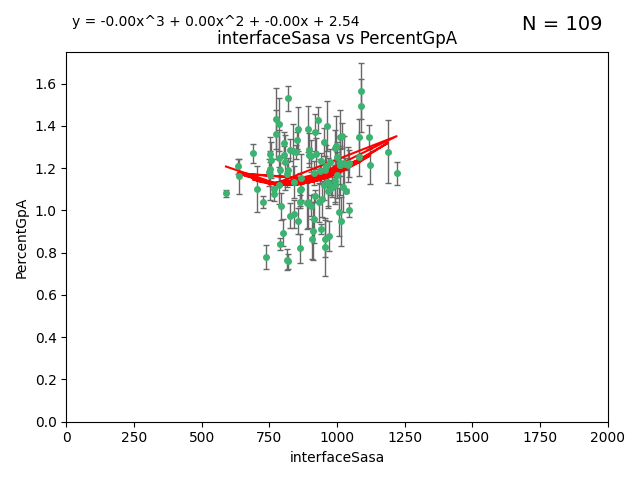 y = -0.00x^3 + 0.00x^2 + -0.00x + 2.54
N = 109
interfaceSasa vs PercentGpA
PercentGpA
1.6
1.4
1.2
1.0
0.8
0.6
0.4
0.2
0.0
0 250 500 750 1000 1250 1500 1750 2000
interfaceSasa